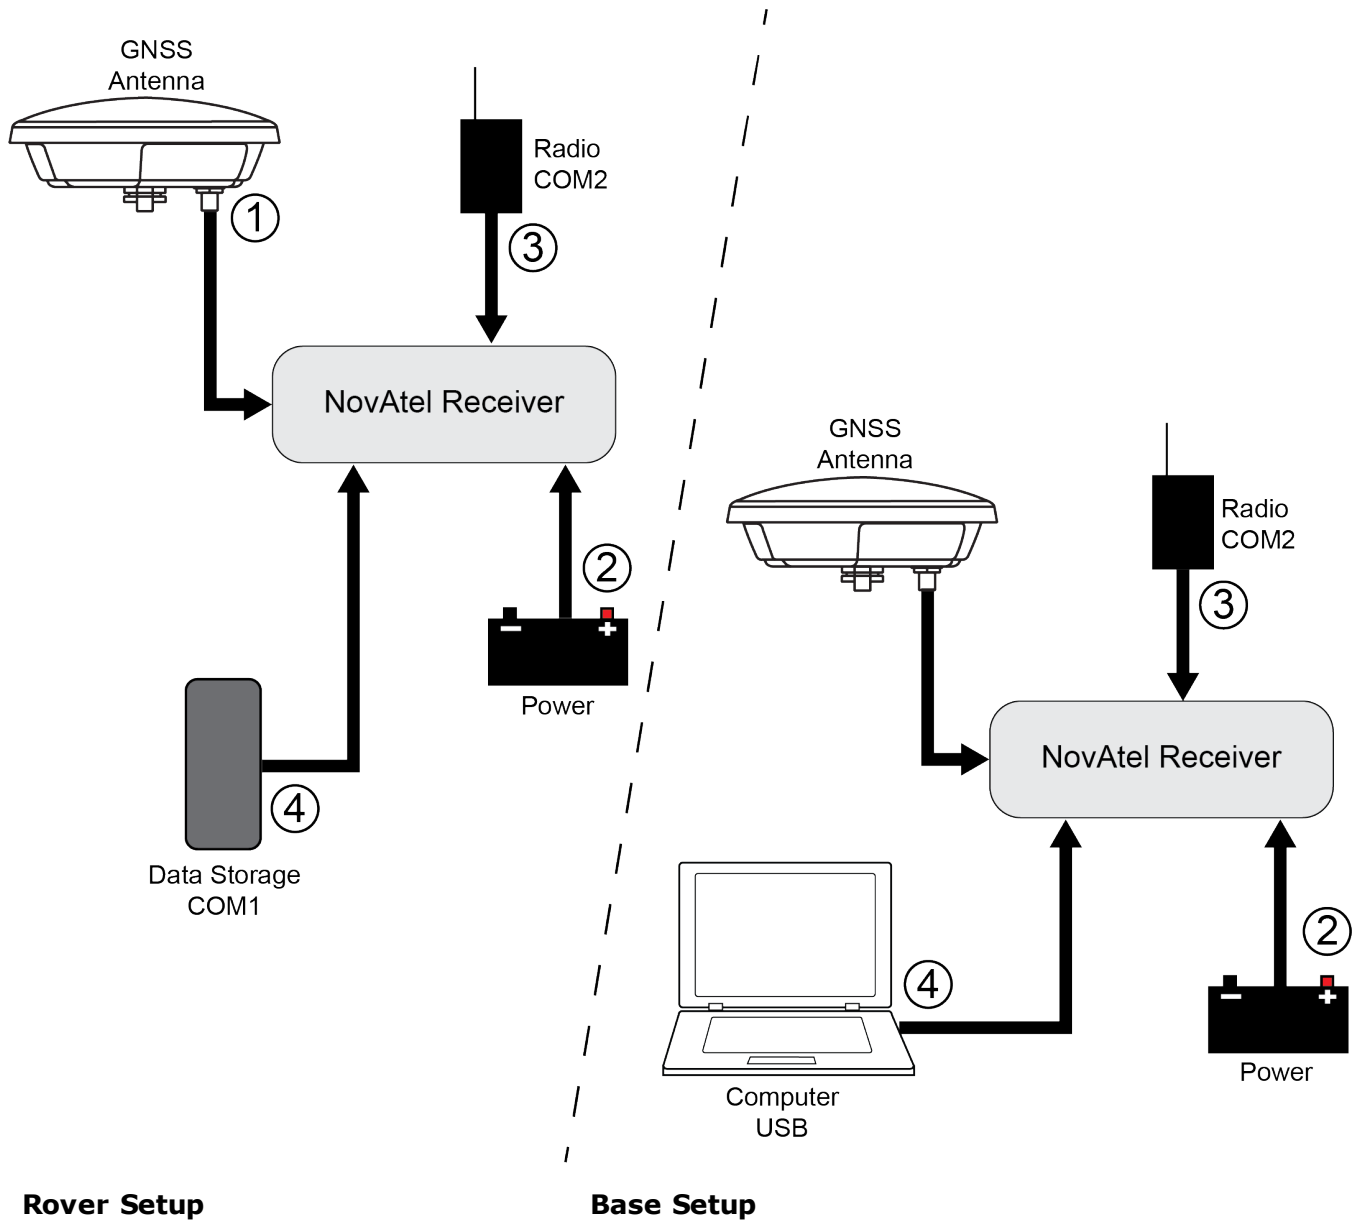 GNSS
Antenna
1
Radio
COM2
3
NovAtel Receiver
2
Power
4
Data Storage
COM1
GNSS
Antenna
Radio
COM2
3
NovAtel Receiver
2
Power
4
Computer
USB
Rover Setup
Base Setup